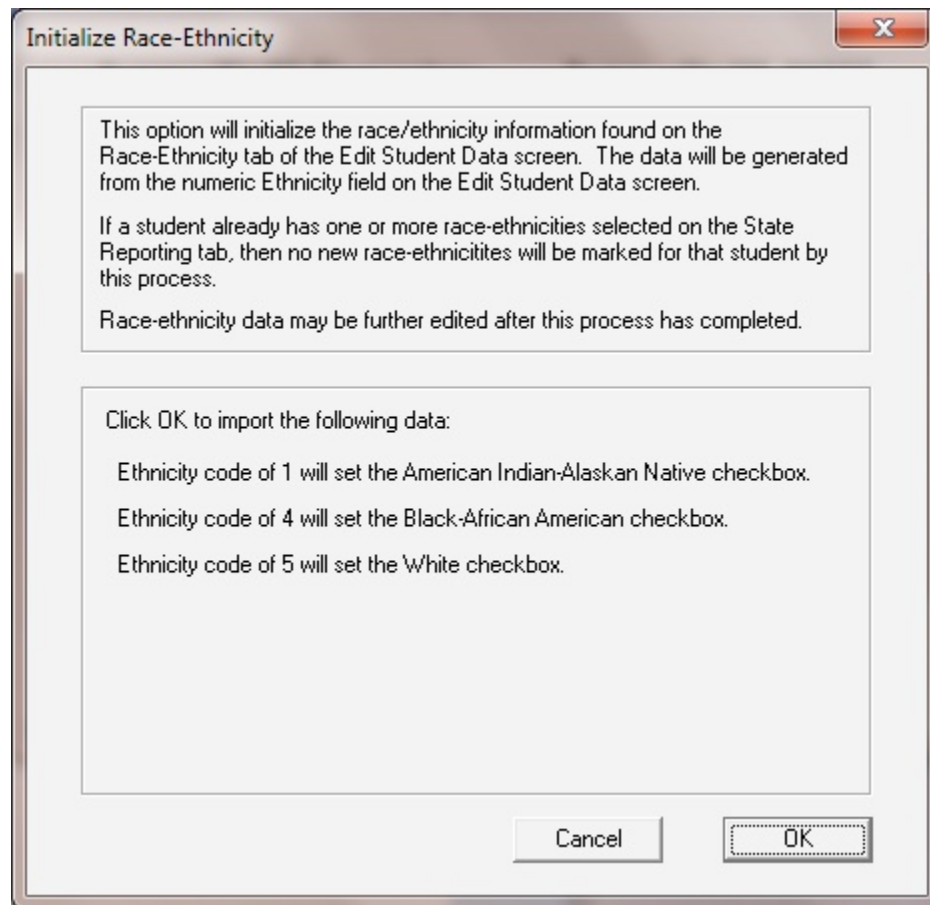 Initialize Race-Ethnicity
This option will initialize the race/ethnicity information found on the
Race-Ethnicity tab of the Edit Student Data screen. The data will be generated
from the numeric Ethnicity field on the Edit Student Data screen.
If a student already has one or more race-ethnicities selected on the State
Reporting tab, then no new race-ethnicitites will be marked for that student by
this process.
Race-ethnicity data may be further edited after this process has completed.
Click OK to import the following data:
Ethnicity code of 1 will set the American Indian-Alaskan Native checkbox.
Ethnicity code of 4 will set the Black-African American checkbox.
Ethnicity code of 5 will set the White checkbox.
Cancel OK